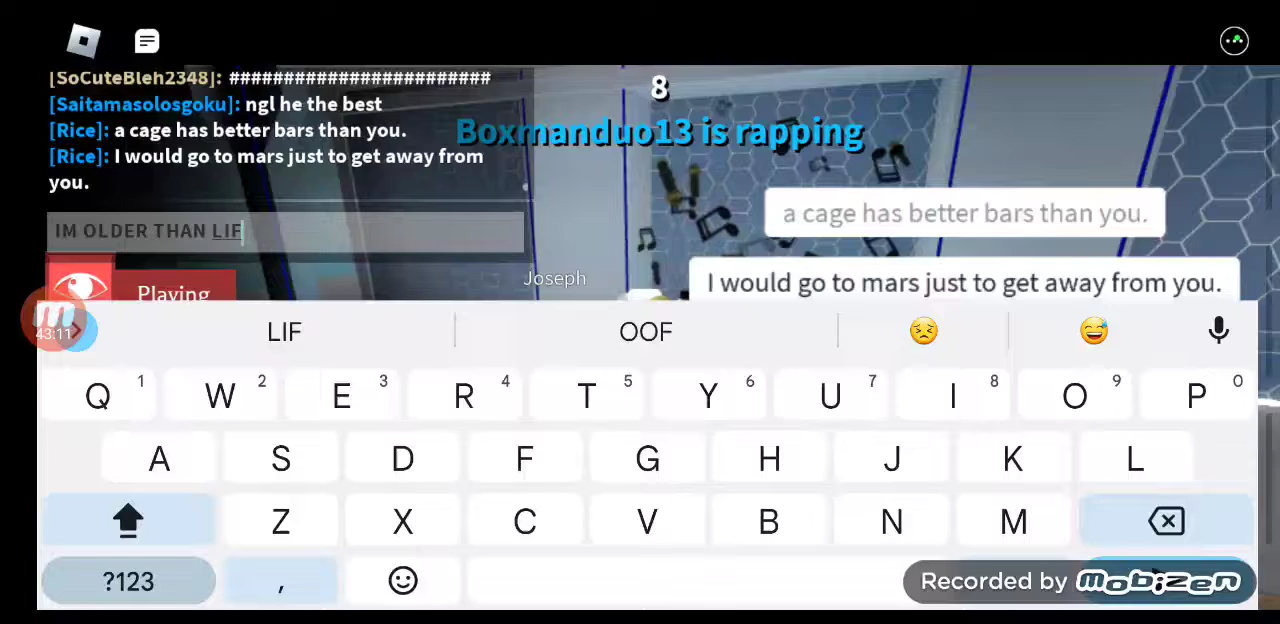 [SoCuteBleh2348]: ########################
[Saitamasolosgoku]: ngl he the best
[Rice]: a cage has better bars than you.
[Rice]: I would go to mars just to get away from
you.
8
Boxmanduo13 is rapping
a cage has better bars than you.
IM OLDER THAN LIF
Joseph
I would go to mars just to get away from you.
Playing
43:11
LIF OOF
Q 1 W 2 E 3 R 4 T 5 Y 6 U 7 I 8 O 9 P 0
A S D F G H J K L
Z X C V B N M
?123 ,
Recorded by mobizen